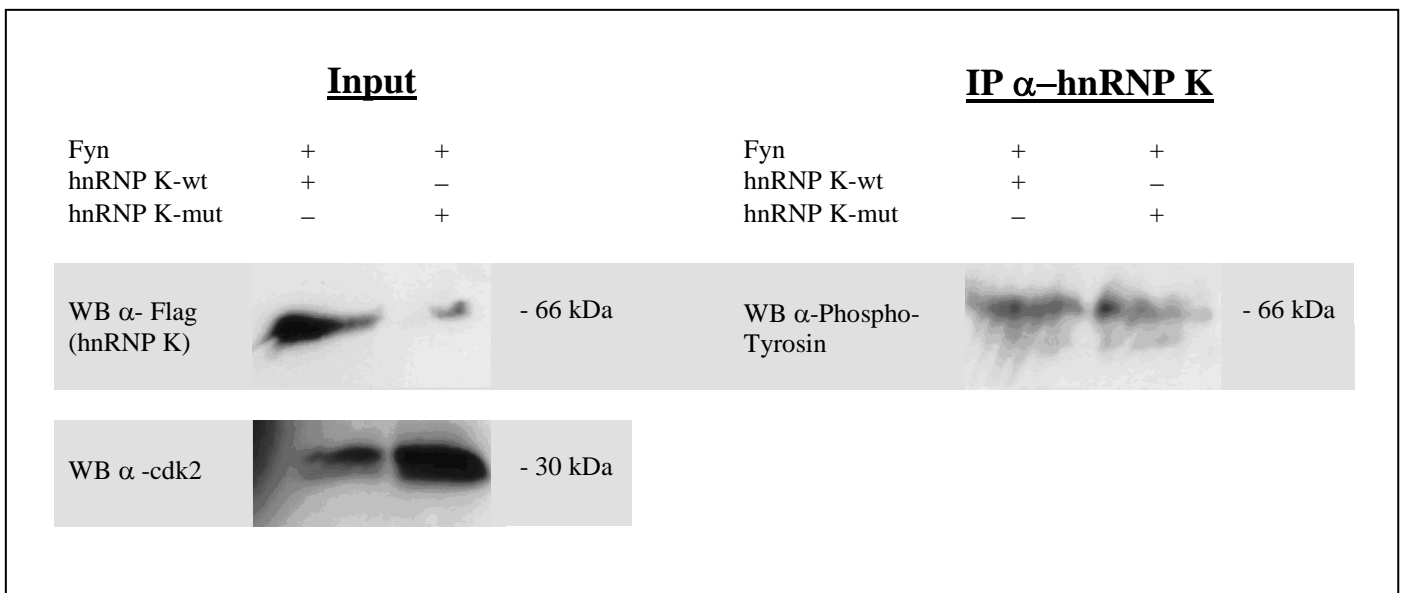 Input
Fyn + +
hnRNP K-wt + –
hnRNP K-mut – +
WB α- Flag
(hnRNP K)
- 66 kDa
WB α -cdk2
- 30 kDa
IP α–hnRNP K
Fyn + +
hnRNP K-wt + –
hnRNP K-mut – +
WB α-Phospho-
Tyrosin
- 66 kDa